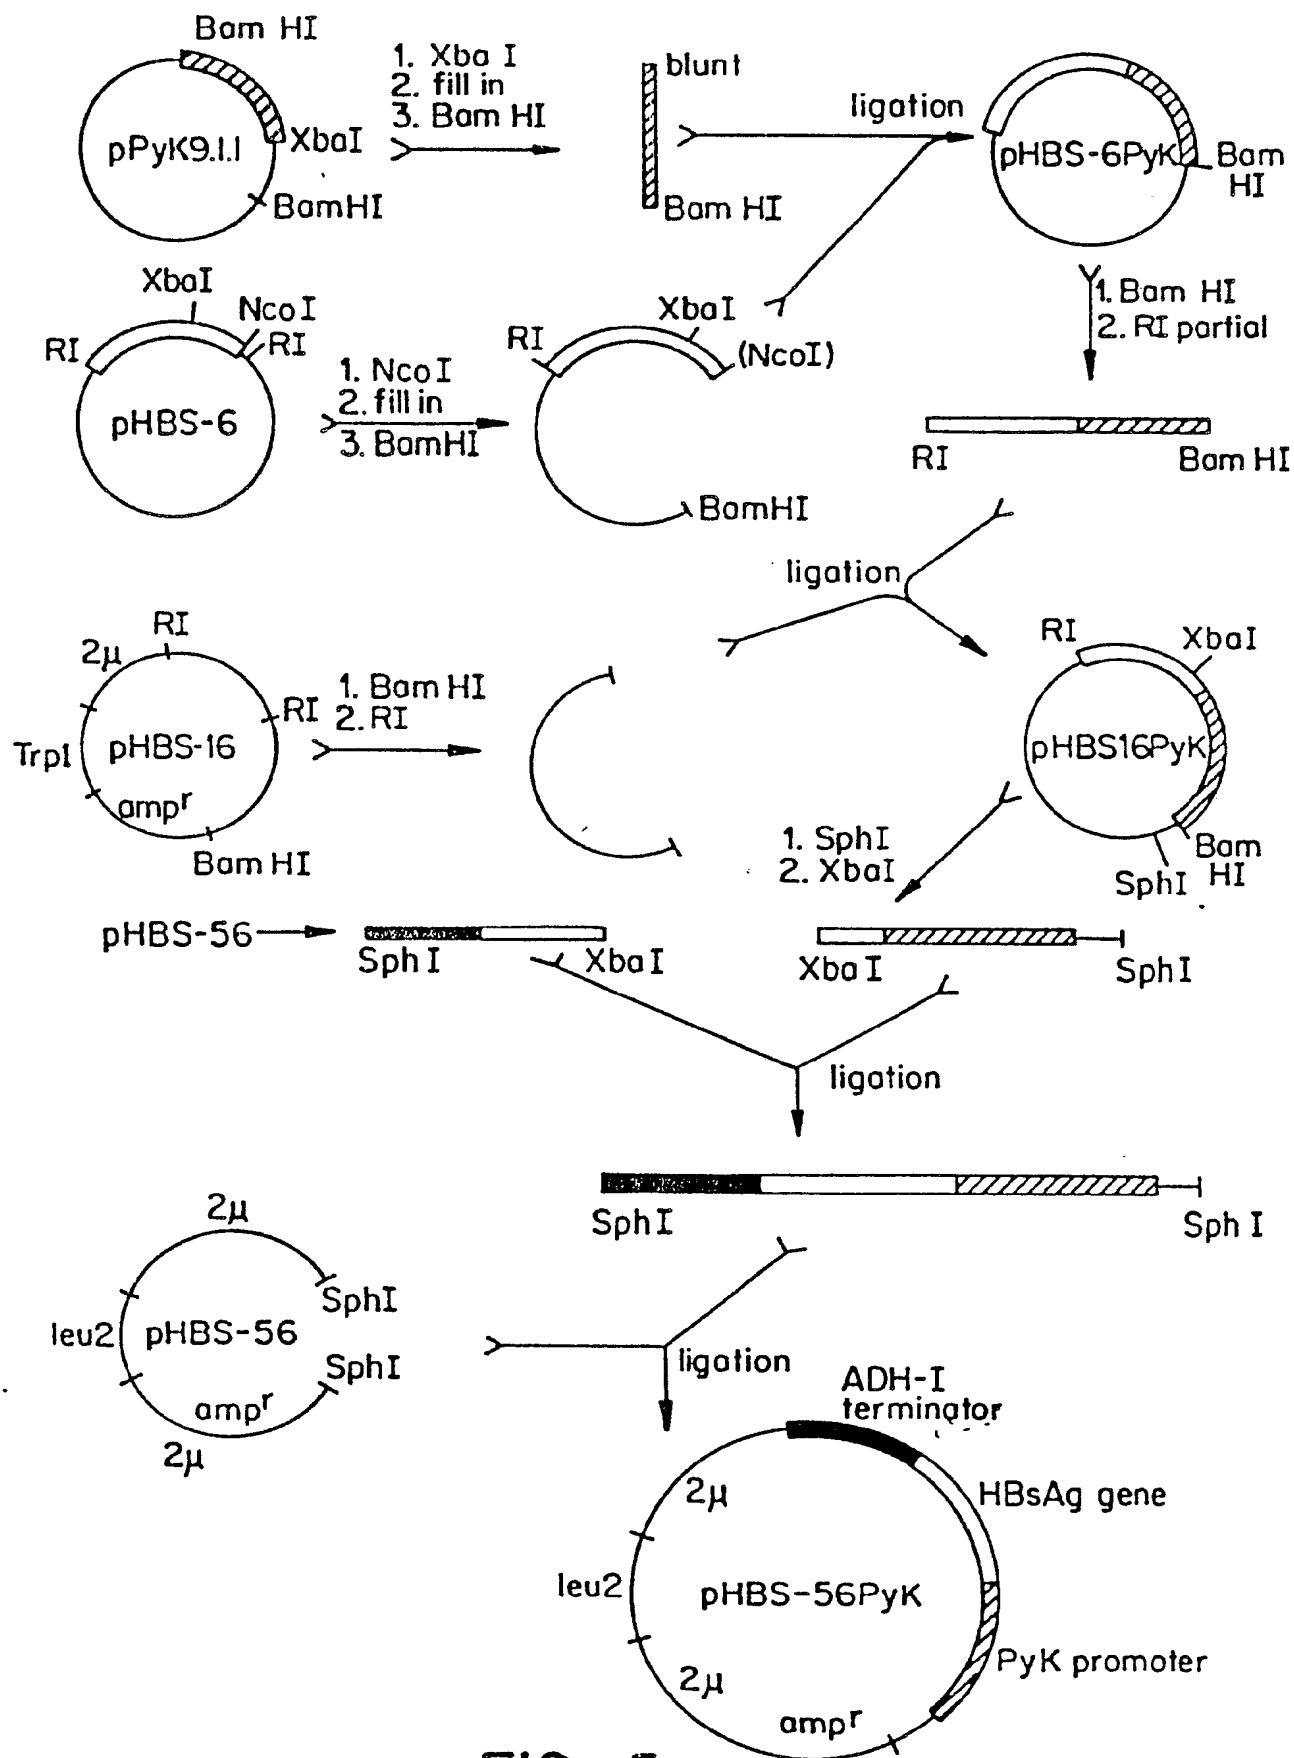 Bam HI
1. Xba I
2. fill in
3. Bam HI
pPyK9.1.1
XbaI
BamHI
blunt
Bam HI
ligation
pHBS-6PyK
Bam
HI
XbaI
NcoI
RI
RI
pHBS-6
1. NcoI
2. fill in
3. BamHI
XbaI
RI
(NcoI)
BamHI
1. Bam HI
2. RI partial
RI
Bam HI
ligation
RI
2µ
RI
Trp1
pHBS-16
ampr
Bam HI
1. Bam HI
2. RI
RI
XbaI
pHBS16PyK
Bam
HI
SphI
1. SphI
2. XbaI
pHBS-56
SphI
XbaI
XbaI
SphI
ligation
SphI
SphI
2µ
SphI
leu2
pHBS-56
SphI
ampr
2µ
ligation
ADH-I
terminator
2µ
HBsAg gene
leu2
pHBS-56PyK
2µ
PyK promoter
ampr